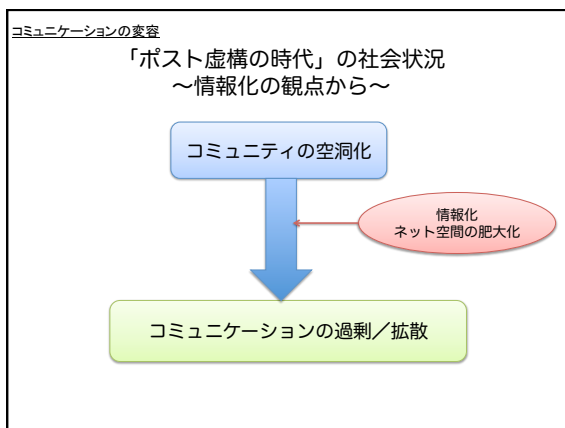 コミュニケーションの変容
「ポスト虚構の時代」の社会状況
～情報化の観点から～
コミュニティの空洞化
情報化
ネット空間の肥大化
コミュニケーションの過剰／拡散